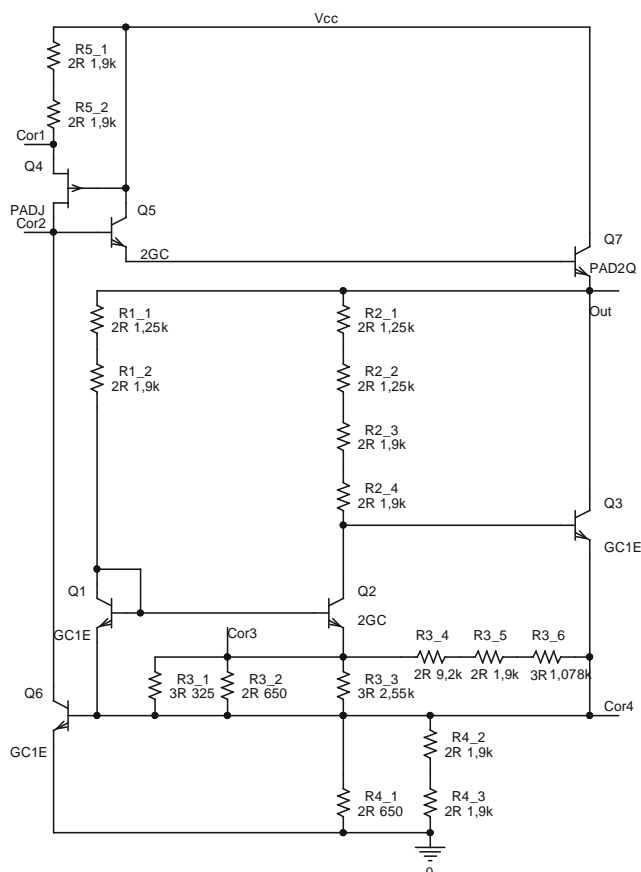 Vcc
R5_1
2R 1,9k
R5_2
2R 1,9k
Cor1
Q4
PADJ
Cor2
Q5
2GC
Q7
PAD2Q
Out
R1_1
2R 1,25k
R2_1
2R 1,25k
R1_2
2R 1,9k
R2_2
2R 1,25k
R2_3
2R 1,9k
R2_4
2R 1,9k
Q3
GC1E
Q1
GC1E
Q2
2GC
Cor3
R3_4
2R 9,2k
R3_5
2R 1,9k
R3_6
3R 1,078k
R3_1
3R 325
R3_2
2R 650
R3_3
3R 2,55k
Q6
GC1E
Cor4
R4_2
2R 1,9k
R4_1
2R 650
R4_3
2R 1,9k
0